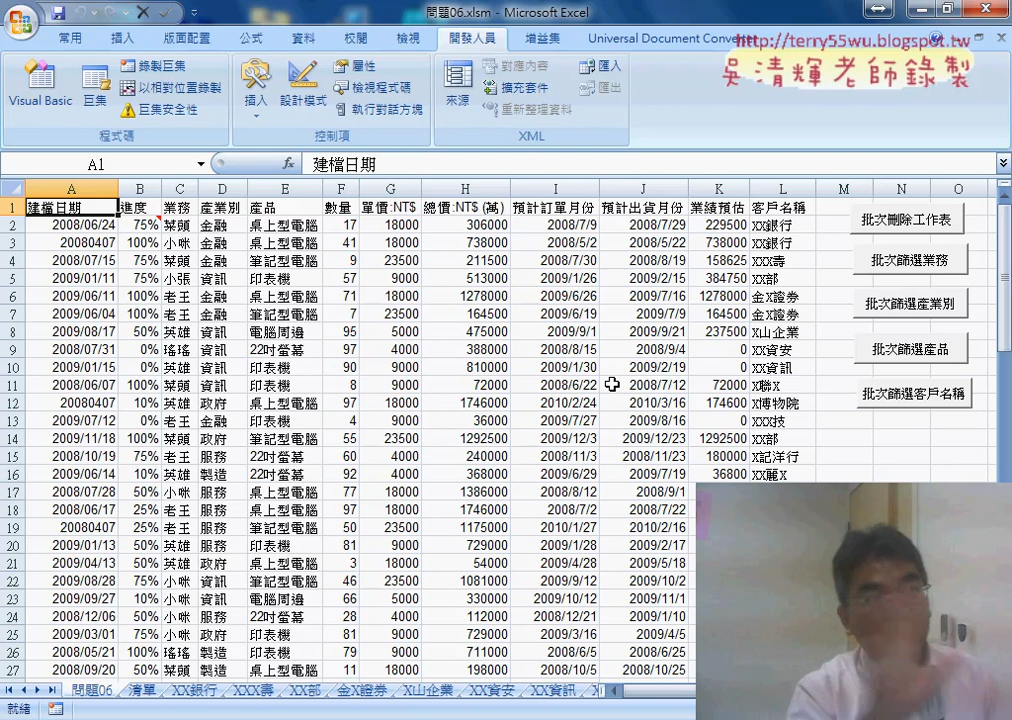 問題06.xlsm - Microsoft Excel
常用 插入 版面配置 公式 資料 校閱 檢視 開發人員 增益集 Universal Document Conve
http://terry55wu.blogspot.tw
吳清輝老師錄製
Visual Basic 巨集 錄製巨集 以相對位置錄製 巨集安全性 程式碼
插入 設計模式 屬性 檢視程式碼 執行對話方塊 控制項
來源 對應內容 擴充套件 重新整理資料 匯入 匯出 XML
A1 fx 建檔日期
A B C D E F G H I J K L M N O
1 建檔日期 進度 業務 產業別 產品 數量 單價:NT$ 總價:NT$ (萬) 預計訂單月份 預計出貨月份 業績預估 客戶名稱
2 2008/06/24 75% 菜頭 金融 桌上型電腦 17 18000 306000 2008/7/9 2008/7/29 229500 XX銀行
3 20080407 100% 小咪 金融 桌上型電腦 41 18000 738000 2008/5/2 2008/5/22 738000 XX銀行
4 2008/07/15 75% 菜頭 金融 筆記型電腦 9 23500 211500 2008/7/30 2008/8/19 158625 XXX壽
5 2009/01/11 75% 小張 資訊 印表機 57 9000 513000 2009/1/26 2009/2/15 384750 XX部
6 2009/06/11 100% 老王 金融 桌上型電腦 71 18000 1278000 2009/6/26 2009/7/16 1278000 金X證券
7 2009/06/04 100% 老王 金融 筆記型電腦 7 23500 164500 2009/6/19 2009/7/9 164500 金X證券
8 2009/08/17 50% 英雄 資訊 電腦周邊 95 5000 475000 2009/9/1 2009/9/21 237500 X山企業
9 2008/07/31 0% 瑤瑤 資訊 22吋螢幕 97 4000 388000 2008/8/15 2008/9/4 0 XX資安
10 2009/01/15 0% 英雄 資訊 印表機 90 9000 810000 2009/1/30 2009/2/19 0 XX資訊
11 2008/06/07 100% 菜頭 資訊 印表機 8 9000 72000 2008/6/22 2008/7/12 72000 X聯X
12 20080407 10% 英雄 政府 桌上型電腦 97 18000 1746000 2010/2/24 2010/3/16 174600 X博物院
13 2009/07/12 0% 老王 金融 印表機 4 9000 36000 2009/7/27 2009/8/16 0 XXX技
14 2009/11/18 100% 菜頭 政府 筆記型電腦 55 23500 1292500 2009/12/3 2009/12/23 1292500 XX部
15 2008/10/19 75% 老王 政府 22吋螢幕 60 4000 240000 2008/11/3 2008/11/23 180000 X記洋行
16 2009/06/14 10% 英雄 製造 22吋螢幕 92 4000 368000 2009/6/29 2009/7/19 36800 XX麗X
17 2008/07/28 50% 小咪 服務 桌上型電腦 77 18000 1386000 2008/8/12 2008/9/1
18 2008/06/17 25% 老王 服務 桌上型電腦 97 18000 1746000 2008/7/2 2008/7/22
19 20080407 25% 老王 服務 筆記型電腦 50 23500 1175000 2010/1/27 2010/2/16
20 2009/01/13 50% 英雄 服務 印表機 81 9000 729000 2009/1/28 2009/2/17
21 2009/04/13 50% 老王 服務 桌上型電腦 3 18000 54000 2009/4/28 2009/5/18
22 2009/08/28 75% 小咪 資訊 筆記型電腦 46 23500 1081000 2009/9/12 2009/10/2
23 2009/09/27 10% 小咪 資訊 電腦周邊 66 5000 330000 2009/10/12 2009/11/1
24 2008/12/06 50% 小咪 服務 22吋螢幕 28 4000 112000 2008/12/21 2009/1/10
25 2009/03/01 75% 小咪 政府 印表機 81 9000 729000 2009/3/16 2009/4/5
26 2008/05/21 100% 瑤瑤 製造 印表機 79 9000 711000 2008/6/5 2008/6/25
27 2008/09/20 50% 菜頭 製造 桌上型電腦 11 18000 198000 2008/10/5 2008/10/25
批次刪除工作表
批次篩選業務
批次篩選產業別
批次篩選產品
批次篩選客戶名稱
問題06 清單 XX銀行 XXX壽 XX部 金X證券 X山企業 XX資安 XX資訊
就緒